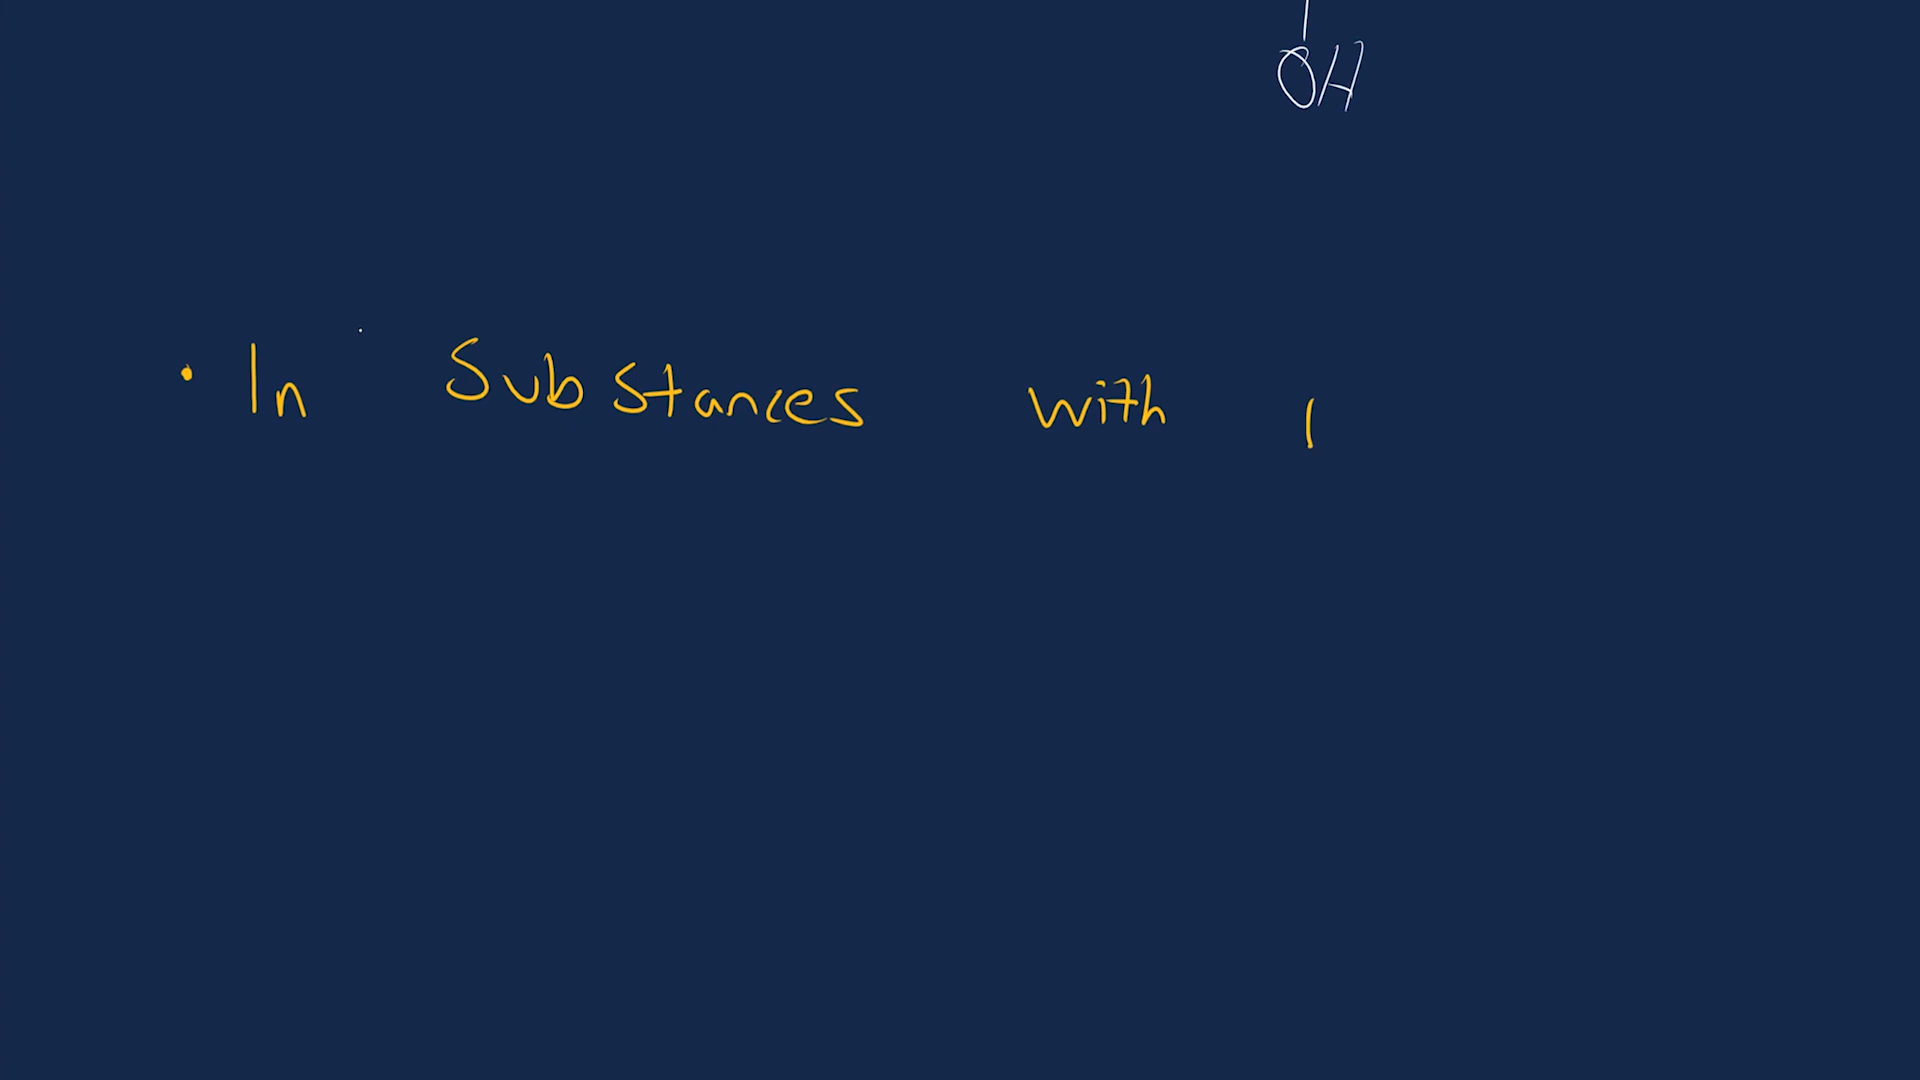 OH
• In Substances with